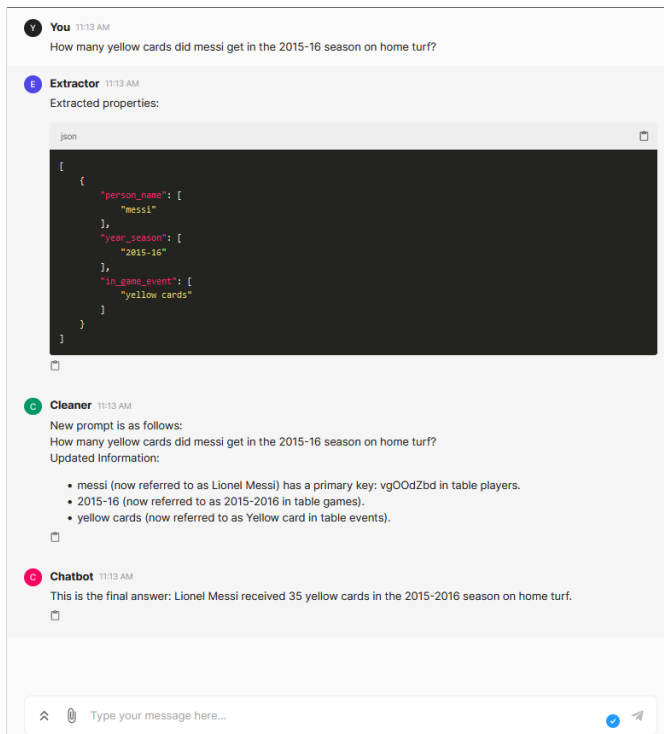 Y You 11:13 AM
How many yellow cards did messi get in the 2015-16 season on home turf?
E Extractor 11:13 AM
Extracted properties:
json
[
    {
        "person_name": [
            "messi"
        ],
        "year_season": [
            "2015-16"
        ],
        "in_game_event": [
            "yellow cards"
        ]
    }
]
C Cleaner 11:13 AM
New prompt is as follows:
How many yellow cards did messi get in the 2015-16 season on home turf?
Updated Information:
• messi (now referred to as Lionel Messi) has a primary key: vgOOdZbd in table players.
• 2015-16 (now referred to as 2015-2016 in table games).
• yellow cards (now referred to as Yellow card in table events).
C Chatbot 11:13 AM
This is the final answer: Lionel Messi received 35 yellow cards in the 2015-2016 season on home turf.
Type your message here...